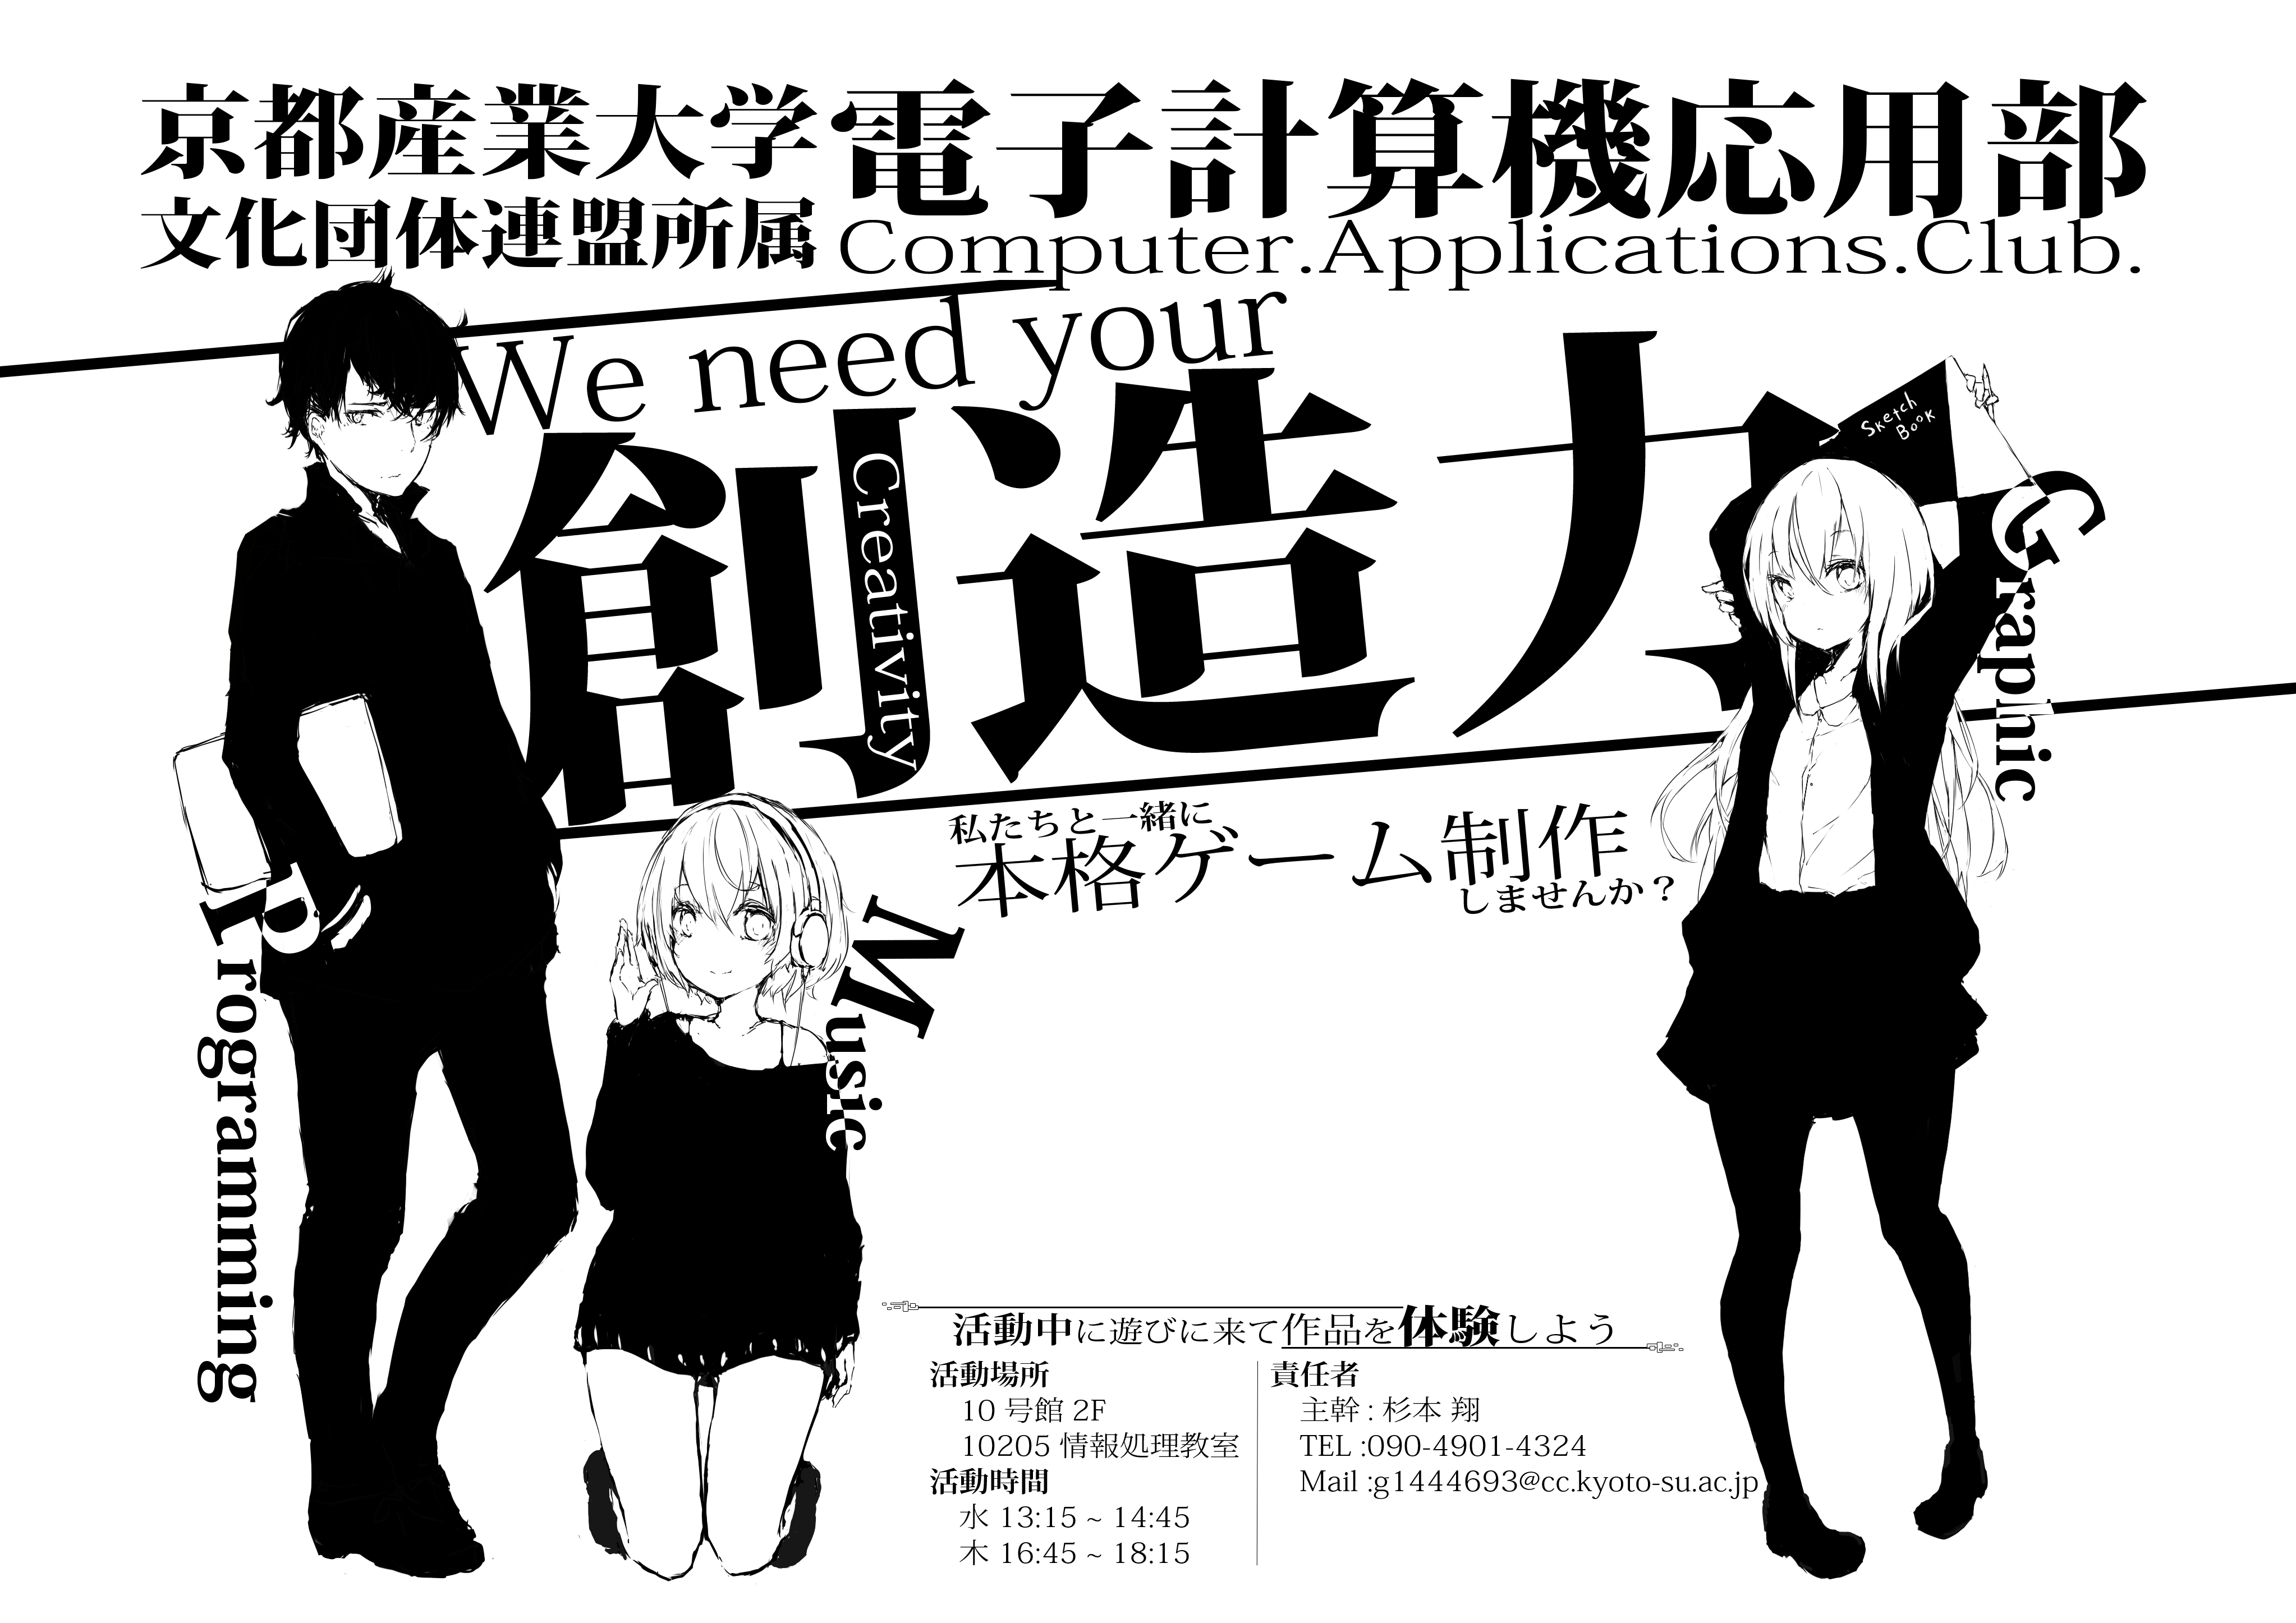 京都産業大学電子計算機応用部
文化団体連盟所属
Computer.Applications.Club.
We need your
創造力
Creativity
Sketch
Book
Graphic
私たちと一緒に
本格ゲーム制作
しませんか？
Programming
Music
活動中に遊びに来て作品を体験しよう
活動場所
10 号館 2F
10205 情報処理教室
活動時間
水 13:15 ~ 14:45
木 16:45 ~ 18:15
責任者
主幹 : 杉本 翔
TEL :090-4901-4324
Mail :g1444693@cc.kyoto-su.ac.jp